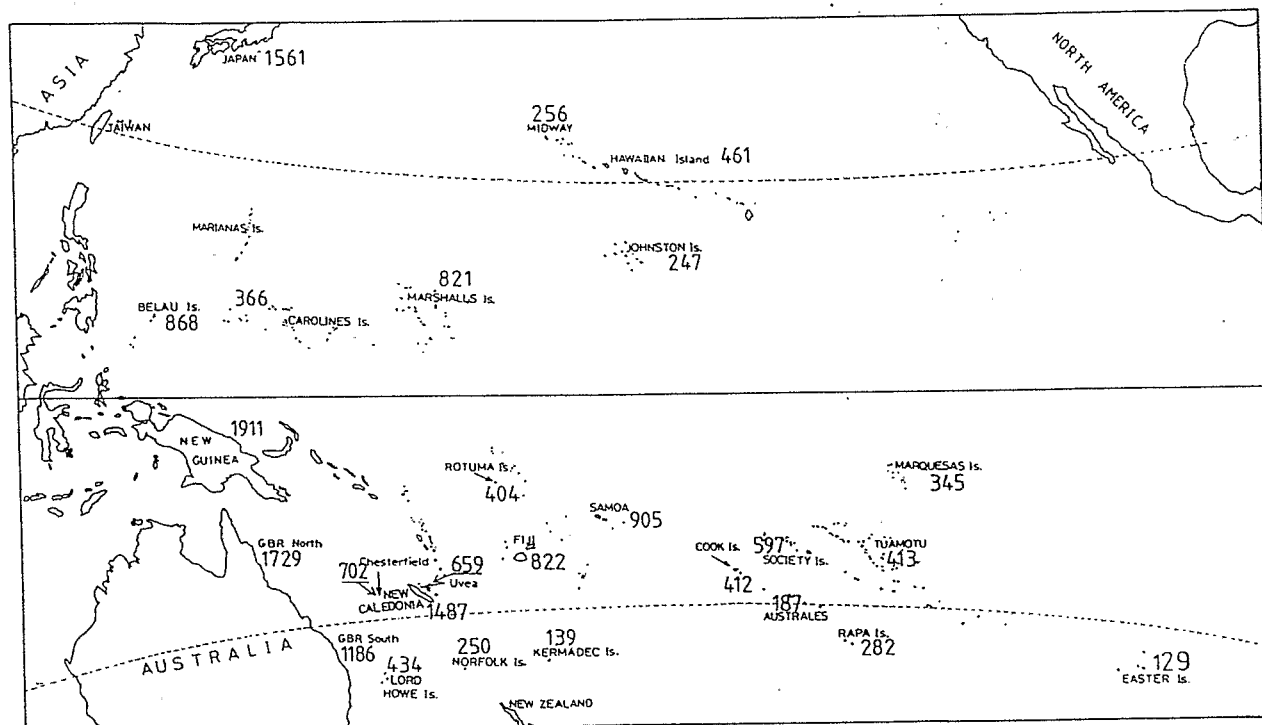 ASIA
JAPAN 1561
NORTH AMERICA
TAIWAN
256
MIDWAY
HAWAIIAN Island 461
MARIANAS Is.
JOHNSTON Is.
247
821
MARSHALLS Is.
366
BELAU Is.
868
CAROLINES Is.
1911
NEW
GUINEA
ROTUMA Is.
404
MARQUESAS Is.
345
SAMOA
905
GBR North
1729
FIJI
822
COOK Is.
412
597
SOCIETY Is.
TUAMOTU
413
Chesterfield
702
659
Uvea
NEW
CALEDONIA
1487
187
AUSTRALES
AUSTRALIA
GBR South
1186
434
LORD
HOWE Is.
250
NORFOLK Is.
139
KERMADEC Is.
RAPA Is.
282
129
EASTER Is.
NEW ZEALAND